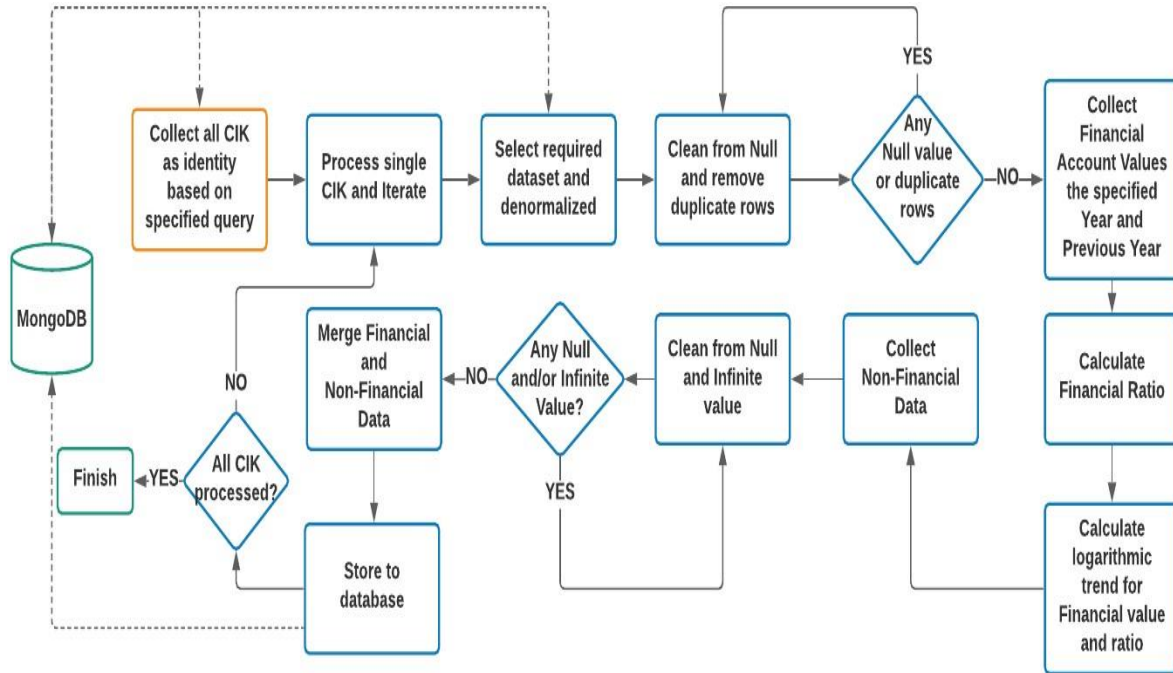 YES
Collect all CIK
as identity
based on
specified query
Process single
CIK and Iterate
Select required
dataset and
denormalized
Clean from Null
and remove
duplicate rows
Any
Null value
or duplicate
rows
NO
Collect
Financial
Account Values
the specified
Year and
Previous Year
MongoDB
Merge Financial
and
Non-Financial
Data
NO
Any Null
and/or Infinite
Value?
Clean from Null
and Infinite
value
Collect
Non-Financial
Data
Calculate
Financial Ratio
NO
Finish
YES
All CIK
processed?
YES
Store to
database
Calculate
logarithmic
trend for
Financial value
and ratio